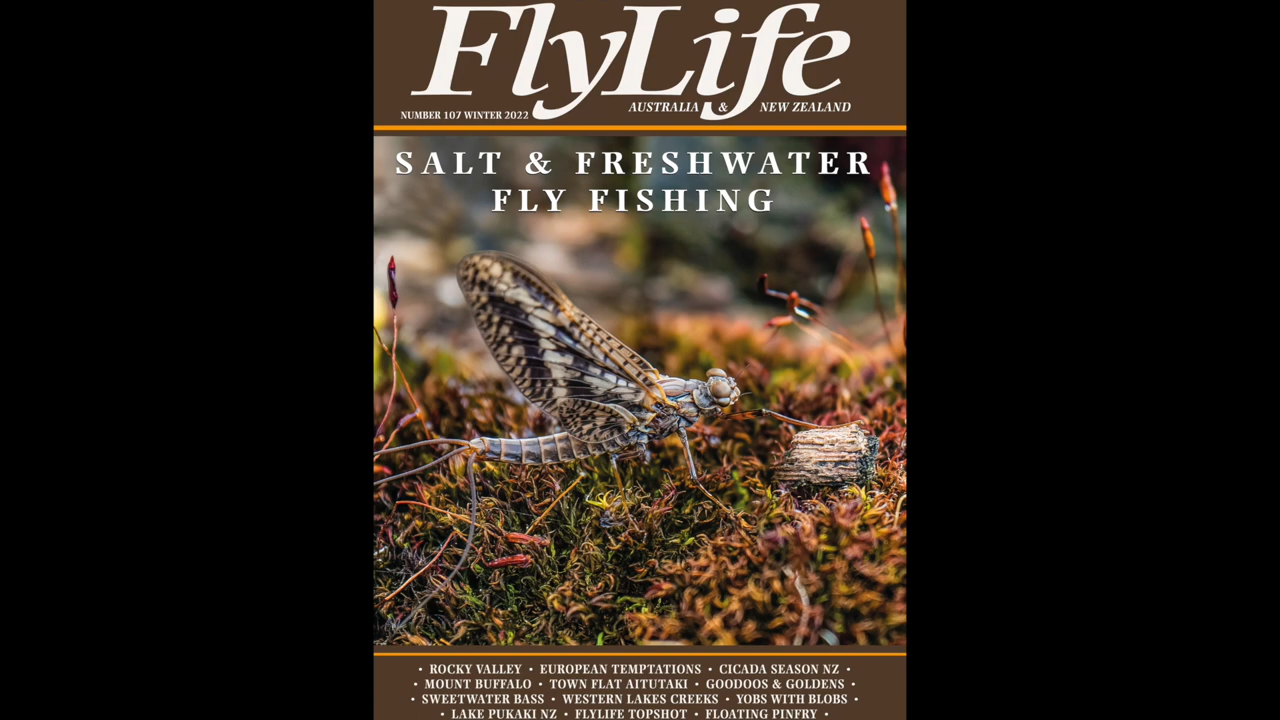 FlyLife
NUMBER 107 WINTER 2022
AUSTRALIA & NEW ZEALAND
SALT & FRESHWATER
FLY FISHING
• ROCKY VALLEY • EUROPEAN TEMPTATIONS • CICADA SEASON NZ •
• MOUNT BUFFALO • TOWN FLAT AITUTAKI • GOODOOS & GOLDENS •
• SWEETWATER BASS • WESTERN LAKES CREEKS • YOBS WITH BLOBS •
• LAKE PUKAKI NZ • FLYLIFE TOPSHOT • FLOATING PINFRY •